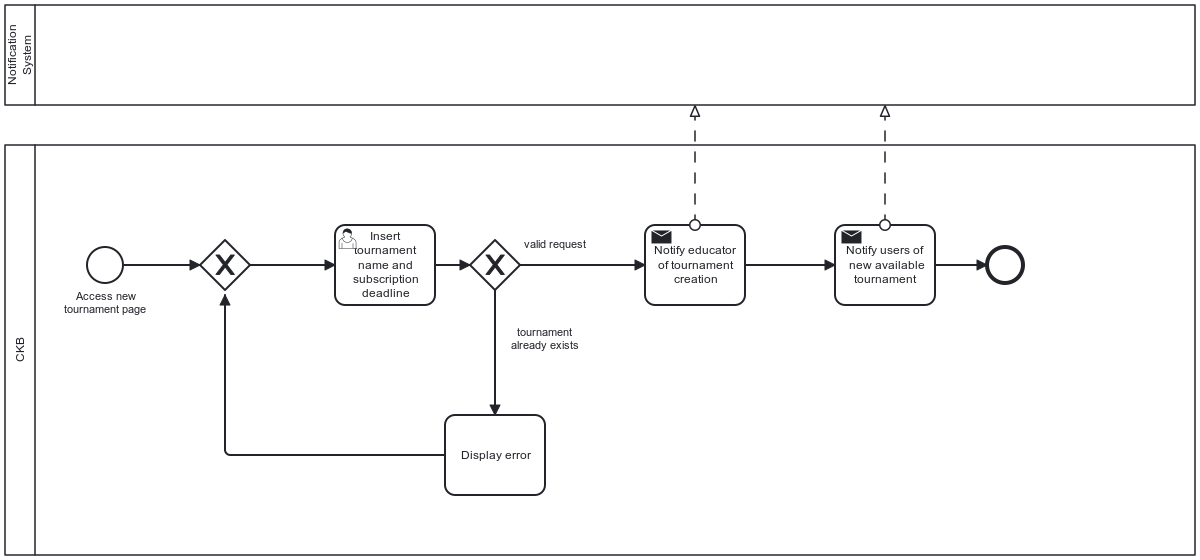 Notification
System
CKB
Access new
tournament page
Insert
tournament
name and
subscription
deadline
valid request
tournament
already exists
Display error
Notify educator
of tournament
creation
Notify users of
new available
tournament